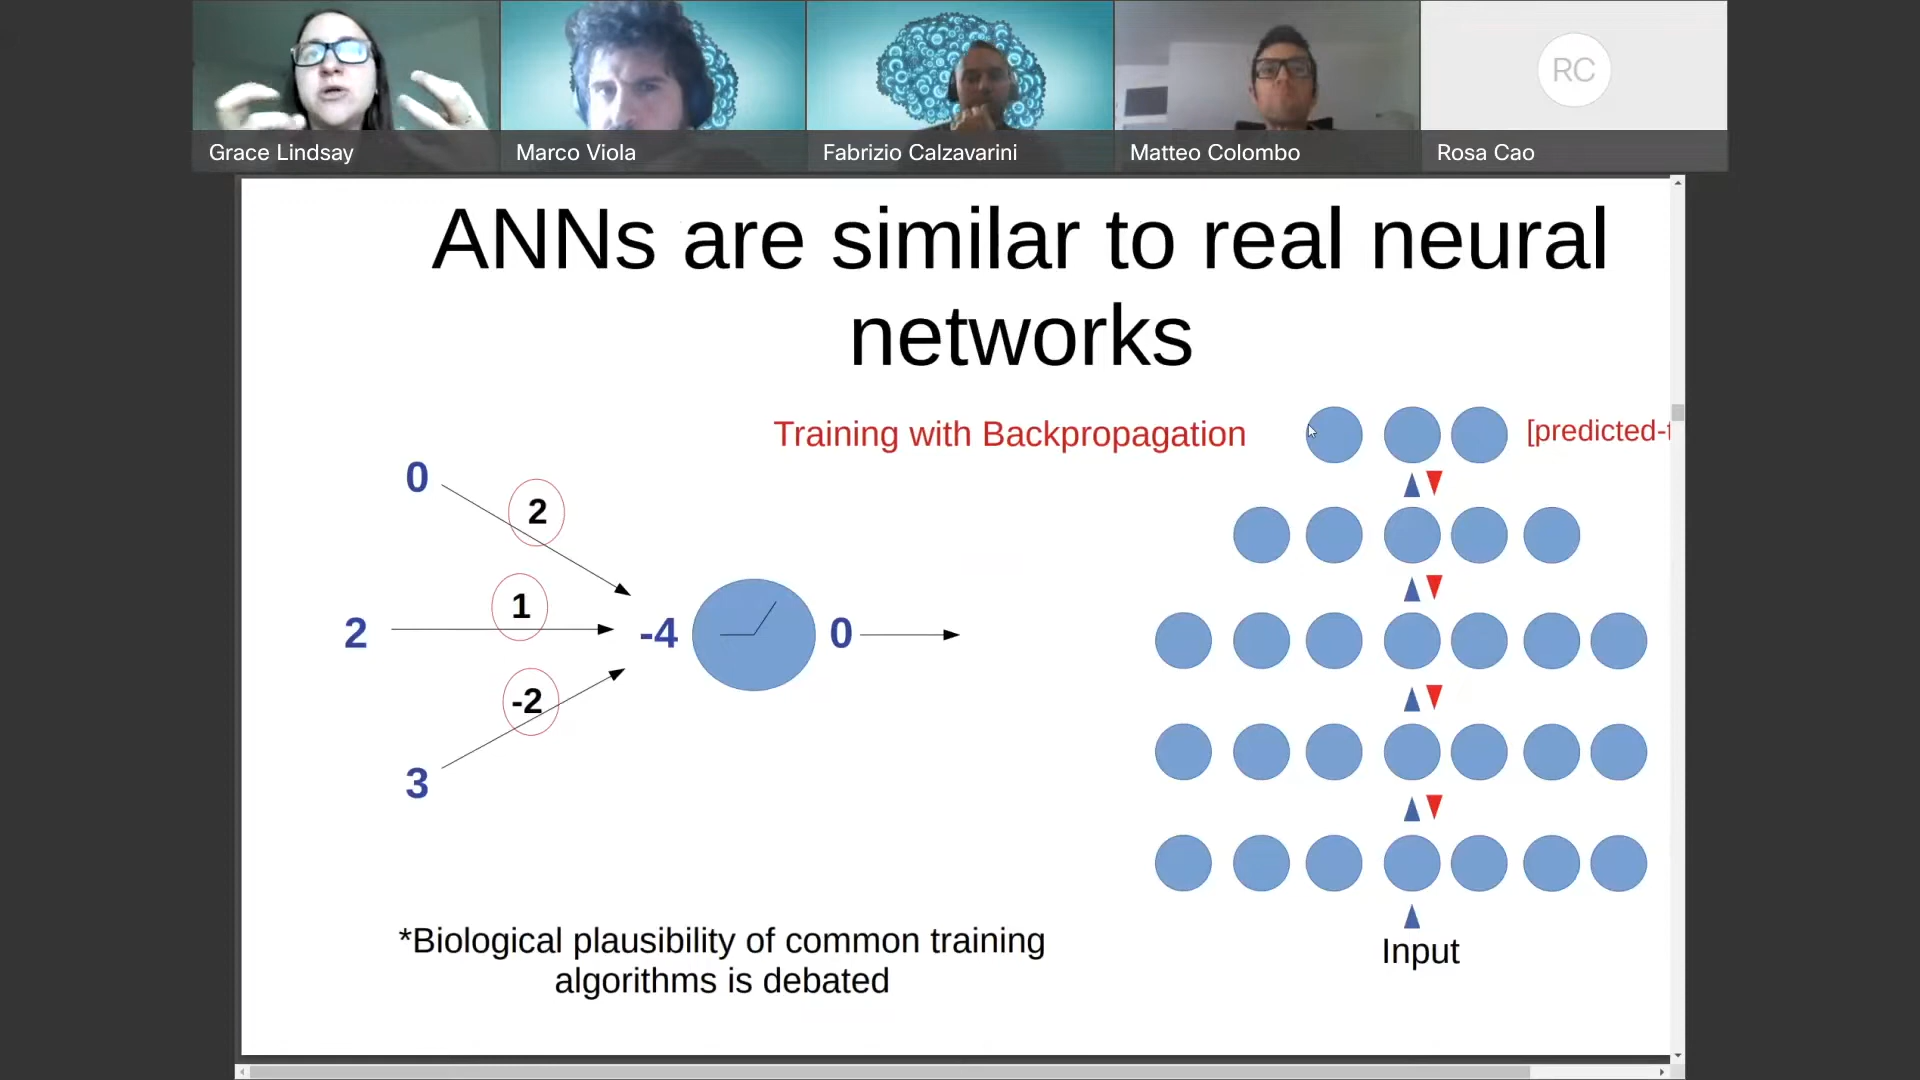 RC
Grace Lindsay
Marco Viola
Fabrizio Calzavarini
Matteo Colombo
Rosa Cao
ANNs are similar to real neural
networks
Training with Backpropagation
[predicted-t
0
2
2
1
-4
0
-2
3
*Biological plausibility of common training
algorithms is debated
Input